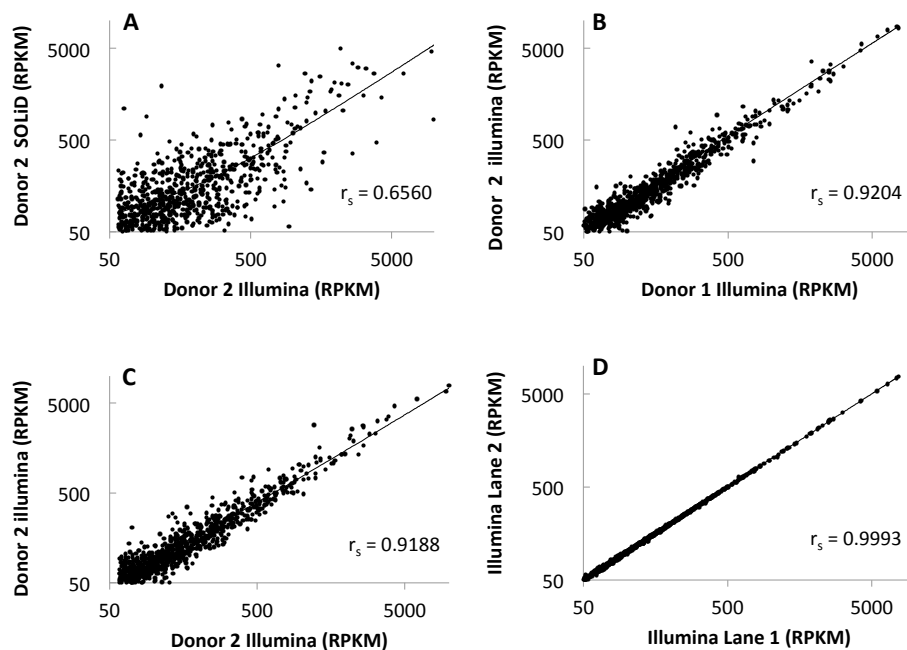 A
Donor 2 SOLiD (RPKM)
5000
500
50
r_s = 0.6560
50 500 5000
Donor 2 Illumina (RPKM)
B
Donor 2 illumina (RPKM)
5000
500
50
r_s = 0.9204
50 500 5000
Donor 1 Illumina (RPKM)
C
Donor 2 illumina (RPKM)
5000
500
50
r_s = 0.9188
50 500 5000
Donor 2 Illumina (RPKM)
D
Illumina Lane 2 (RPKM)
5000
500
50
r_s = 0.9993
50 500 5000
Illumina Lane 1 (RPKM)